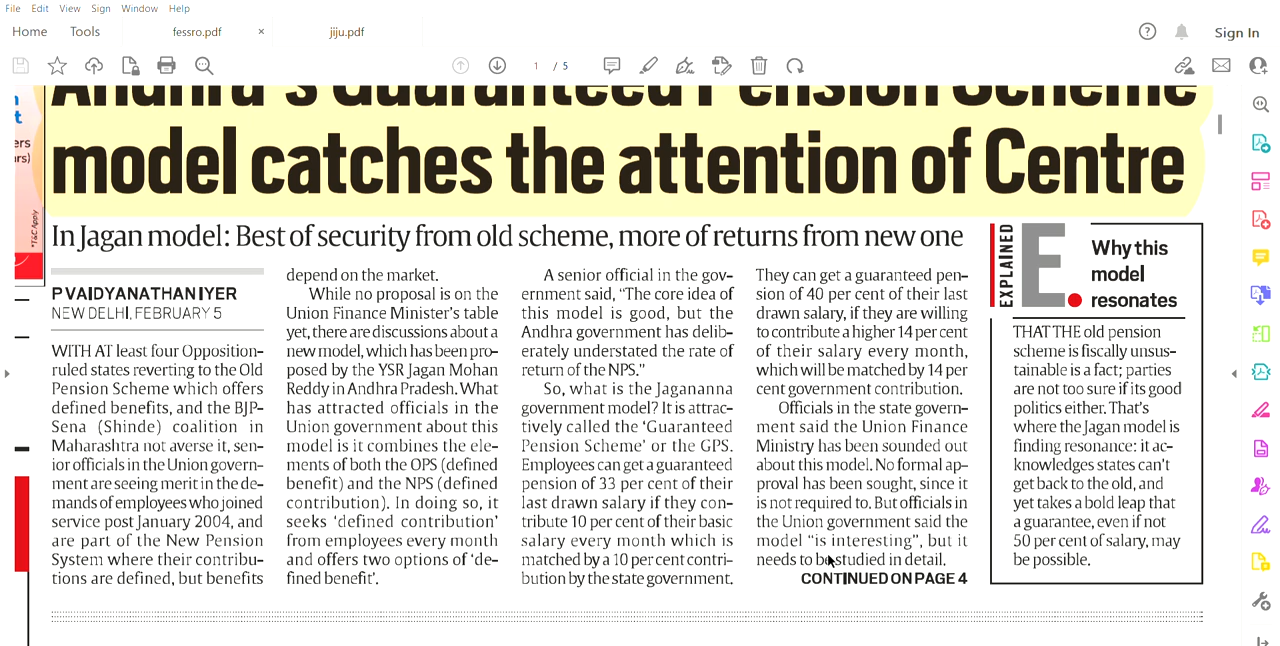 File Edit View Sign Window Help
Home Tools fessro.pdf × jiju.pdf Sign In
1 / 5
Andhra's Guaranteed Pension Scheme
model catches the attention of Centre
In Jagan model: Best of security from old scheme, more of returns from new one
P VAIDYANATHAN IYER
NEW DELHI, FEBRUARY 5
WITH AT least four Opposition-
ruled states reverting to the Old
Pension Scheme which offers
defined benefits, and the BJP-
Sena (Shinde) coalition in
Maharashtra not averse it, sen-
ior officials in the Union govern-
ment are seeing merit in the de-
mands of employees who joined
service post January 2004, and
are part of the New Pension
System where their contribu-
tions are defined, but benefits
depend on the market.
While no proposal is on the
Union Finance Minister's table
yet, there are discussions about a
new model, which has been pro-
posed by the YSR Jagan Mohan
Reddy in Andhra Pradesh. What
has attracted officials in the
Union government about this
model is it combines the ele-
ments of both the OPS (defined
benefit) and the NPS (defined
contribution). In doing so, it
seeks 'defined contribution'
from employees every month
and offers two options of 'de-
fined benefit'.
A senior official in the gov-
ernment said, "The core idea of
this model is good, but the
Andhra government has delib-
erately understated the rate of
return of the NPS."
So, what is the Jagananna
government model? It is attrac-
tively called the 'Guaranteed
Pension Scheme' or the GPS.
Employees can get a guaranteed
pension of 33 per cent of their
last drawn salary if they con-
tribute 10 per cent of their basic
salary every month which is
matched by a 10 per cent contri-
bution by the state government.
They can get a guaranteed pen-
sion of 40 per cent of their last
drawn salary, if they are willing
to contribute a higher 14 per cent
of their salary every month,
which will be matched by 14 per
cent government contribution.
Officials in the state govern-
ment said the Union Finance
Ministry has been sounded out
about this model. No formal ap-
proval has been sought, since it
is not required to. But officials in
the Union government said the
model "is interesting", but it
needs to be studied in detail.
CONTINUED ON PAGE 4
EXPLAINED
E.
Why this
model
resonates
THAT THE old pension
scheme is fiscally unsus-
tainable is a fact; parties
are not too sure if its good
politics either. That's
where the Jagan model is
finding resonance: it ac-
knowledges states can't
get back to the old, and
yet takes a bold leap that
a guarantee, even if not
50 per cent of salary, may
be possible.
*T&C Apply